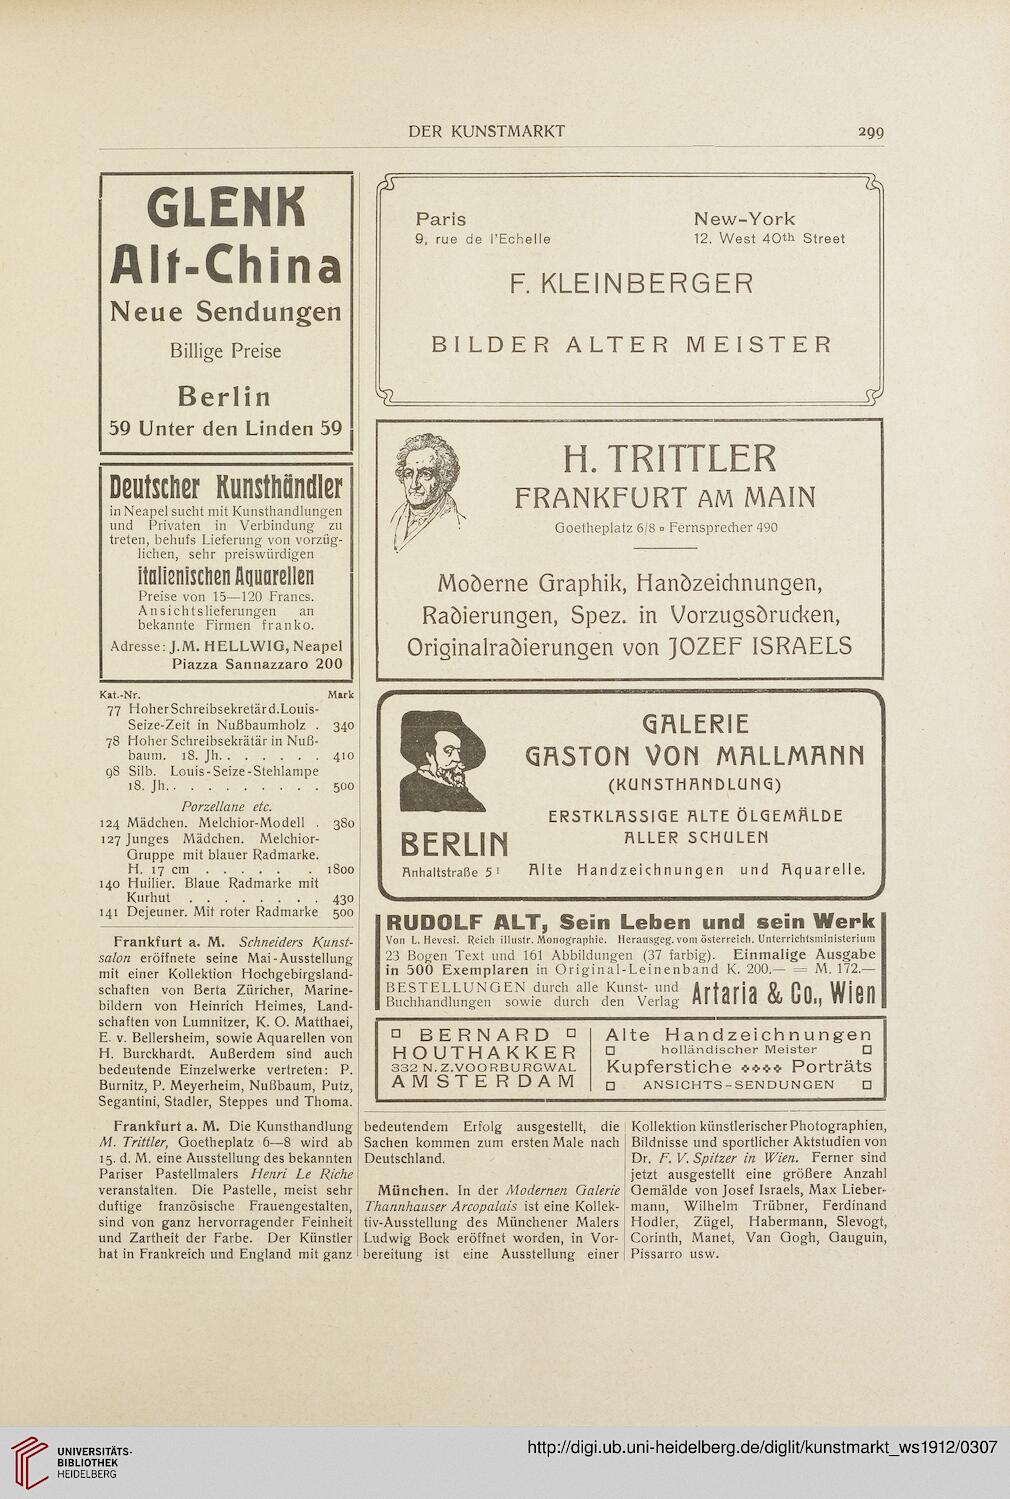 DER KUNSTMARKT 299
GLENK
Alt-China
Neue Sendungen
Billige Preise
Berlin
59 Unter den Linden 59
Deutscher Kunsthändler
in Neapel sucht mit Kunsthandlungen
und Privaten in Verbindung zu
treten, behufs Lieferung von vorzüg-
lichen, sehr preiswürdigen
italienischen Aquarellen
Preise von 15—120 Francs.
Ansichtslieferungen an
bekannte Firmen franko.
Adresse: J. M. HELLWIG, Neapel
Piazza Sannazzaro 200
Kat.-Nr. Mark
77 Hoher Schreibsekretär d. Louis-
Seize-Zeit in Nußbaumholz . 340
78 Hoher Schreibsekrätär in Nuß-
baum. 18. Jh. . . . . . . 410
98 Silb. Louis-Seize-Stehlampe
18. Jh. . . . . . . . . . 500
Porzellane etc.
124 Mädchen. Melchior-Modell . 380
127 Junges Mädchen. Melchior-
Gruppe mit blauer Radmarke.
H. 17 cm . . . . . . 1800
140 Huilier. Blaue Radmarke mit
Kurhut . . . . . . . . 430
141 Dejeuner. Mit roter Radmarke 500
Frankfurt a. M. Schneiders Kunst-
salon eröffnete seine Mai-Ausstellung
mit einer Kollektion Hochgebirgsland-
schaften von Berta Züricher, Marine-
bildern von Heinrich Heimes, Land-
schaften von Lumnitzer, K. O. Matthaei,
E. v. Bellersheim, sowie Aquarellen von
H. Burckhardt. Außerdem sind auch
bedeutende Einzelwerke vertreten: P.
Burnitz, P. Meyerheim, Nußbaum, Putz,
Segantini, Stadler, Steppes und Thoma.
Paris New-York
9, rue de l'Echelle 12. West 40th Street
F. KLEINBERGER
BILDER ALTER MEISTER
H. TRITTLER
FRANKFURT AM MAIN
Goetheplatz 6/8 ▫ Fernsprecher 490
Moderne Graphik, Handzeichnungen,
Radierungen, Spez. in Vorzugsdrucken,
Originalradierungen von JOZEF ISRAELS
GALERIE
GASTON VON MALLMANN
(KUNSTHANDLUNG)
ERSTKLASSIGE ALTE ÖLGEMÄLDE
ALLER SCHULEN
BERLIN
Anhaltstraße 5 I Alte Handzeichnungen und Aquarelle.
RUDOLF ALT, Sein Leben und sein Werk
Von L. Hevesi. Reich illustr. Monographie. Herausgeg. vom österreich. Unterrichtsministerium
23 Bogen Text und 161 Abbildungen (37 farbig). Einmalige Ausgabe
in 500 Exemplaren in Original-Leinenband K. 200.— = M. 172.—
BESTELLUNGEN durch alle Kunst- und
Buchhandlungen sowie durch den Verlag Artaria & Co., Wien
□ BERNARD □
HOUTHAKKER
332 N. Z. VOORBURGWAL
AMSTERDAM
Alte Handzeichnungen
□ holländischer Meister □
Kupferstiche Porträts
□ ANSICHTS-SENDUNGEN □
Frankfurt a. M. Die Kunsthandlung
M. Trittler, Goetheplatz 6—8 wird ab
15. d. M. eine Ausstellung des bekannten
Pariser Pastellmalers Henri Le Riche
veranstalten. Die Pastelle, meist sehr
duftige französische Frauengestalten,
sind von ganz hervorragender Feinheit
und Zartheit der Farbe. Der Künstler
hat in Frankreich und England mit ganz
bedeutendem Erfolg ausgestellt, die
Sachen kommen zum ersten Male nach
Deutschland.
München. In der Modernen Galerie
Thannhauser Arcopalais ist eine Kollek-
tiv-Ausstellung des Münchener Malers
Ludwig Bock eröffnet worden, in Vor-
bereitung ist eine Ausstellung einer
Kollektion künstlerischer Photographien,
Bildnisse und sportlicher Aktstudien von
Dr. F. V. Spitzer in Wien. Ferner sind
jetzt ausgestellt eine größere Anzahl
Gemälde von Josef Israels, Max Lieber-
mann, Wilhelm Trübner, Ferdinand
Hodler, Zügel, Habermann, Slevogt,
Corinth, Manet, Van Gogh, Gauguin,
Pissarro usw.
UNIVERSITÄTS-
BIBLIOTHEK
HEIDELBERG
http://digi.ub.uni-heidelberg.de/diglit/kunstmarkt_ws1912/0307